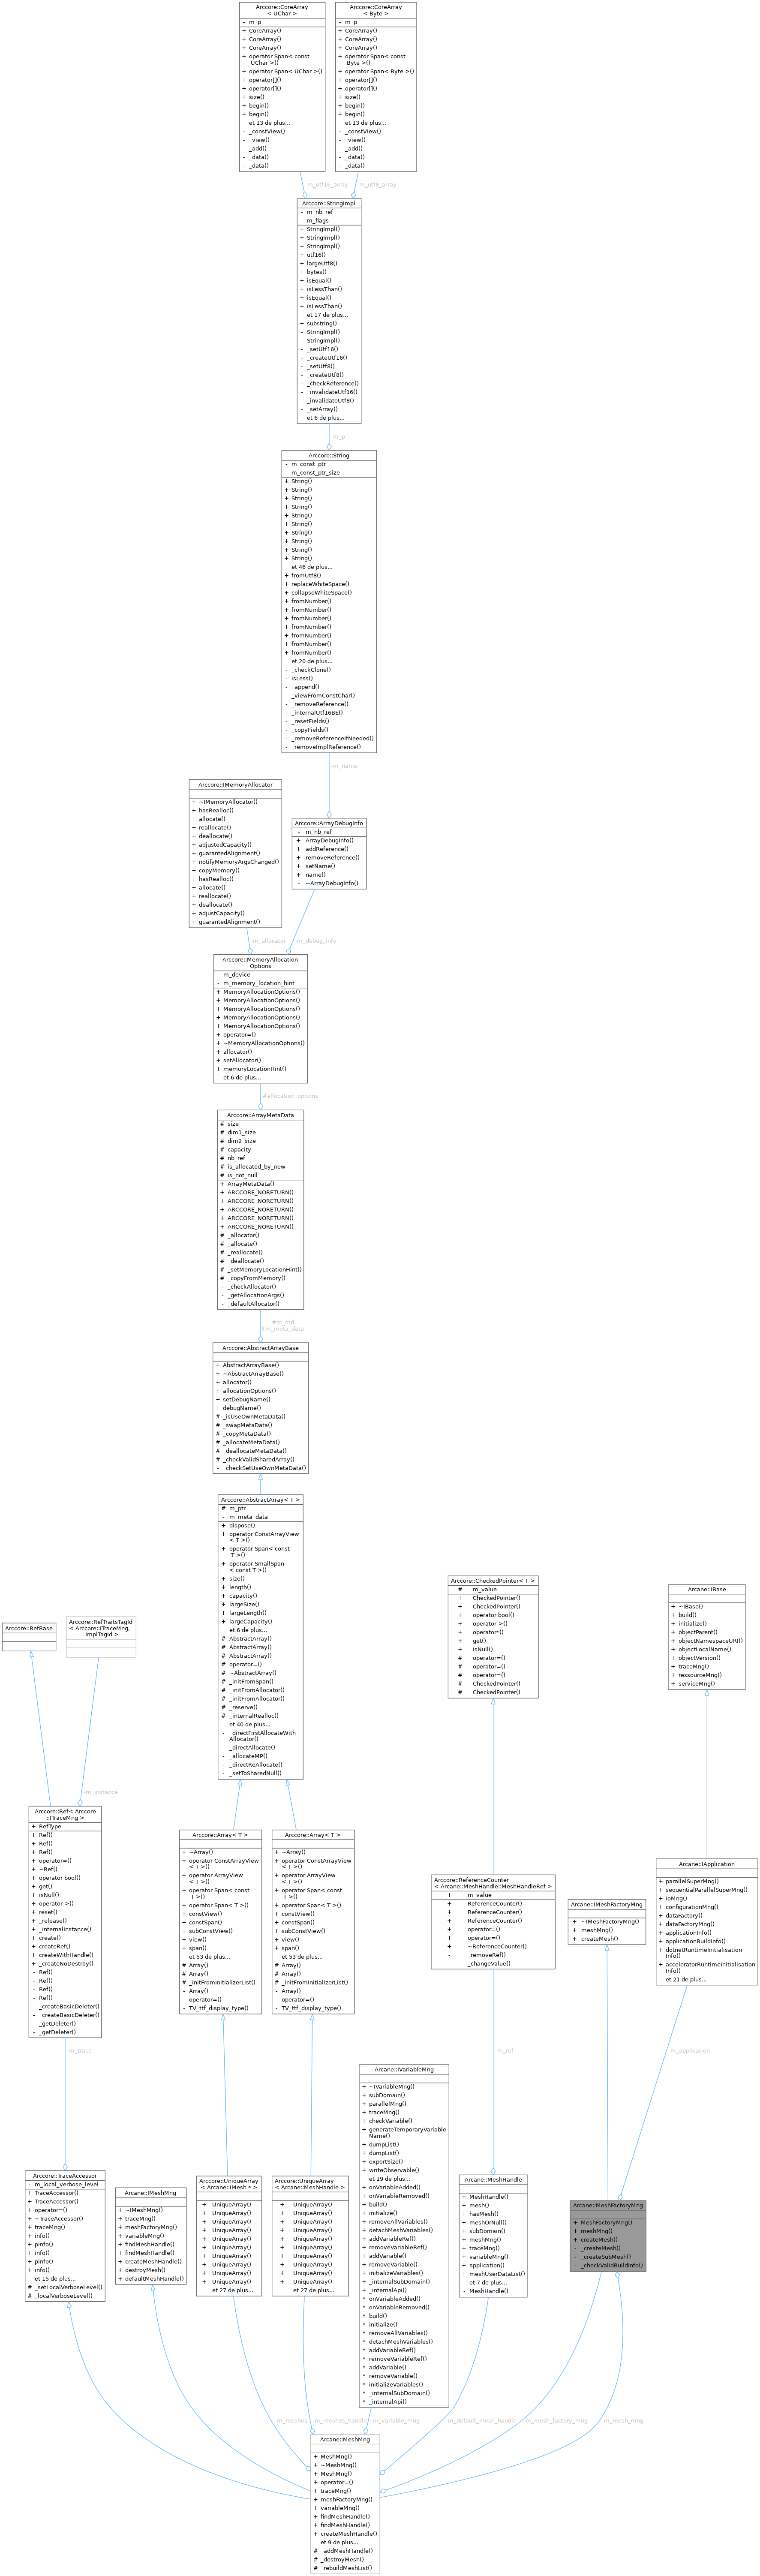 Arccore::CoreArray
< UChar >
- m_p
+ CoreArray()
+ CoreArray()
+ CoreArray()
+ operator Span< const
UChar >()
+ operator Span< UChar >()
+ operator[]()
+ operator[]()
+ size()
+ begin()
+ begin()
et 13 de plus...
- _constView()
- _view()
- _add()
- _data()
- _data()
Arccore::CoreArray
< Byte >
- m_p
+ CoreArray()
+ CoreArray()
+ CoreArray()
+ operator Span< const
Byte >()
+ operator Span< Byte >()
+ operator[]()
+ operator[]()
+ size()
+ begin()
+ begin()
et 13 de plus...
- _constView()
- _view()
- _add()
- _data()
- _data()
-m_utf16_array
-m_utf8_array
Arccore::StringImpl
- m_nb_ref
- m_flags
+ StringImpl()
+ StringImpl()
+ StringImpl()
+ utf16()
+ largeUtf8()
+ bytes()
+ isEqual()
+ isLessThan()
+ isEqual()
+ isLessThan()
et 17 de plus...
+ substring()
- StringImpl()
- StringImpl()
- _setUtf16()
- _createUtf16()
- _setUtf8()
- _createUtf8()
- _checkReference()
- _invalidateUtf16()
- _invalidateUtf8()
- _setArray()
et 6 de plus...
-m_p
Arccore::String
- m_const_ptr
- m_const_ptr_size
+ String()
+ String()
+ String()
+ String()
+ String()
+ String()
+ String()
+ String()
+ String()
+ String()
et 46 de plus...
+ fromUtf8()
+ replaceWhiteSpace()
+ collapseWhiteSpace()
+ fromNumber()
+ fromNumber()
+ fromNumber()
+ fromNumber()
+ fromNumber()
+ fromNumber()
+ fromNumber()
et 20 de plus...
- _checkClone()
- isLess()
- _append()
- _viewFromConstChar()
- _removeReference()
- _internalUtf16BE()
- _resetFields()
- _copyFields()
- _removeReferenceIfNeeded()
- _removeImplReference()
-m_name
Arccore::IMemoryAllocator
+ ~IMemoryAllocator()
+ hasRealloc()
+ allocate()
+ reallocate()
+ deallocate()
+ adjustedCapacity()
+ guarantedAlignment()
+ notifyMemoryArgsChanged()
+ copyMemory()
+ hasRealloc()
+ allocate()
+ reallocate()
+ deallocate()
+ adjustCapacity()
+ guarantedAlignment()
Arccore::ArrayDebugInfo
- m_nb_ref
+ ArrayDebugInfo()
+ addReference()
+ removeReference()
+ setName()
+ name()
- ~ArrayDebugInfo()
-m_allocator
-m_debug_info
Arccore::MemoryAllocation
Options
- m_device
- m_memory_location_hint
+ MemoryAllocationOptions()
+ MemoryAllocationOptions()
+ MemoryAllocationOptions()
+ MemoryAllocationOptions()
+ MemoryAllocationOptions()
+ operator=()
+ ~MemoryAllocationOptions()
+ allocator()
+ setAllocator()
+ memoryLocationHint()
et 6 de plus...
#allocation_options
Arccore::ArrayMetaData
# size
# dim1_size
# dim2_size
# capacity
# nb_ref
# is_allocated_by_new
# is_not_null
+ ArrayMetaData()
+ ARCCORE_NORETURN()
+ ARCCORE_NORETURN()
+ ARCCORE_NORETURN()
+ ARCCORE_NORETURN()
+ ARCCORE_NORETURN()
# _allocator()
# _allocate()
# _reallocate()
# _deallocate()
# _setMemoryLocationHint()
# _copyFromMemory()
- _checkAllocator()
- _getAllocationArgs()
- _defaultAllocator()
#m_md
#m_meta_data
Arccore::AbstractArrayBase
+ AbstractArrayBase()
+ ~AbstractArrayBase()
+ allocator()
+ allocationOptions()
+ setDebugName()
+ debugName()
# _isUseOwnMetaData()
# _swapMetaData()
# _copyMetaData()
# _allocateMetaData()
# _deallocateMetaData()
# _checkValidSharedArray()
- _checkSetUseOwnMetaData()
Arccore::AbstractArray< T >
# m_ptr
- m_meta_data
+ dispose()
+ operator ConstArrayView
< T >()
+ operator Span< const
T >()
+ operator SmallSpan
< const T >()
+ size()
+ length()
+ capacity()
+ largeSize()
+ largeLength()
+ largeCapacity()
et 6 de plus...
# AbstractArray()
# AbstractArray()
# AbstractArray()
# operator=()
# ~AbstractArray()
# _initFromSpan()
# _initFromAllocator()
# _initFromAllocator()
# _reserve()
# _internalRealloc()
et 40 de plus...
- _directFirstAllocateWith
Allocator()
- _directAllocate()
- _allocateMP()
- _directReAllocate()
- _setToSharedNull()
Arccore::CheckedPointer< T >
# m_value
+ CheckedPointer()
+ CheckedPointer()
+ operator bool()
+ operator->()
+ operator*()
+ get()
+ isNull()
# operator=()
# operator=()
# operator=()
# CheckedPointer()
# CheckedPointer()
Arcane::IBase
+ ~IBase()
+ build()
+ initialize()
+ objectParent()
+ objectNamespaceURI()
+ objectLocalName()
+ objectVersion()
+ traceMng()
+ ressourceMng()
+ serviceMng()
Arccore::RefBase
Arccore::RefTraitsTagId
< Arccore::ITraceMng,
ImplTagId >
-m_instance
Arccore::Ref< Arccore
::ITraceMng >
+ RefType
+ Ref()
+ Ref()
+ Ref()
+ operator=()
+ ~Ref()
+ operator bool()
+ get()
+ isNull()
+ operator->()
+ reset()
+ _release()
+ _internalInstance()
+ create()
+ createRef()
+ createWithHandle()
+ _createNoDestroy()
- Ref()
- Ref()
- Ref()
- Ref()
- _createBasicDeleter()
- _createBasicDeleter()
- _getDeleter()
- _getDeleter()
Arccore::Array< T >
+ ~Array()
+ operator ConstArrayView
< T >()
+ operator ArrayView
< T >()
+ operator Span< const
T >()
+ operator Span< T >()
+ constView()
+ constSpan()
+ subConstView()
+ view()
+ span()
et 53 de plus...
# Array()
# Array()
# _initFromInitializerList()
- Array()
- operator=()
- TV_ttf_display_type()
Arccore::Array< T >
+ ~Array()
+ operator ConstArrayView
< T >()
+ operator ArrayView
< T >()
+ operator Span< const
T >()
+ operator Span< T >()
+ constView()
+ constSpan()
+ subConstView()
+ view()
+ span()
et 53 de plus...
# Array()
# Array()
# _initFromInitializerList()
- Array()
- operator=()
- TV_ttf_display_type()
Arccore::ReferenceCounter
< Arcane::MeshHandle::MeshHandleRef >
+ m_value
+ ReferenceCounter()
+ ReferenceCounter()
+ ReferenceCounter()
+ operator=()
+ operator=()
+ ~ReferenceCounter()
- _removeRef()
- _changeValue()
Arcane::IMeshFactoryMng
+ ~IMeshFactoryMng()
+ meshMng()
+ createMesh()
Arcane::IApplication
+ parallelSuperMng()
+ sequentialParallelSuperMng()
+ ioMng()
+ configurationMng()
+ dataFactory()
+ dataFactoryMng()
+ applicationInfo()
+ applicationBuildInfo()
+ dotnetRuntimeInitialisation
Info()
+ acceleratorRuntimeInitialisation
Info()
et 21 de plus...
-m_trace
-m_ref
-m_application
Arccore::TraceAccessor
- m_local_verbose_level
+ TraceAccessor()
+ TraceAccessor()
+ operator=()
+ ~TraceAccessor()
+ traceMng()
+ info()
+ pinfo()
+ info()
+ pinfo()
+ info()
et 15 de plus...
# _setLocalVerboseLevel()
# _localVerboseLevel()
Arcane::IMeshMng
+ ~IMeshMng()
+ traceMng()
+ meshFactoryMng()
+ variableMng()
+ findMeshHandle()
+ findMeshHandle()
+ createMeshHandle()
+ destroyMesh()
+ defaultMeshHandle()
Arccore::UniqueArray
< Arcane::IMesh * >
+ UniqueArray()
+ UniqueArray()
+ UniqueArray()
+ UniqueArray()
+ UniqueArray()
+ UniqueArray()
+ UniqueArray()
+ UniqueArray()
+ UniqueArray()
+ UniqueArray()
et 27 de plus...
Arccore::UniqueArray
< Arcane::MeshHandle >
+ UniqueArray()
+ UniqueArray()
+ UniqueArray()
+ UniqueArray()
+ UniqueArray()
+ UniqueArray()
+ UniqueArray()
+ UniqueArray()
+ UniqueArray()
+ UniqueArray()
et 27 de plus...
Arcane::IVariableMng
+ ~IVariableMng()
+ subDomain()
+ parallelMng()
+ traceMng()
+ checkVariable()
+ generateTemporaryVariable
Name()
+ dumpList()
+ dumpList()
+ exportSize()
+ writeObservable()
et 19 de plus...
* onVariableAdded()
* onVariableRemoved()
+ build()
+ initialize()
+ removeAllVariables()
+ detachMeshVariables()
+ addVariableRef()
+ removeVariableRef()
+ addVariable()
+ removeVariable()
+ initializeVariables()
+ _internalSubDomain()
+ _internalApi()
* onVariableAdded()
* onVariableRemoved()
* build()
* initialize()
* removeAllVariables()
* detachMeshVariables()
* addVariableRef()
* removeVariableRef()
* addVariable()
* removeVariable()
* initializeVariables()
* _internalSubDomain()
* _internalApi()
Arcane::MeshHandle
+ MeshHandle()
+ mesh()
+ hasMesh()
+ meshOrNull()
+ subDomain()
+ meshMng()
+ traceMng()
+ variableMng()
+ application()
+ meshUserDataList()
et 7 de plus...
- MeshHandle()
Arcane::MeshFactoryMng
+ MeshFactoryMng()
+ meshMng()
+ createMesh()
- _createMesh()
- _createSubMesh()
- _checkValidBuildInfo()
-m_meshes
-m_meshes_handle
-m_variable_mng
-m_default_mesh_handle
-m_mesh_factory_mng
-m_mesh_mng
Arcane::MeshMng
+ MeshMng()
+ ~MeshMng()
+ MeshMng()
+ operator=()
+ traceMng()
+ meshFactoryMng()
+ variableMng()
+ findMeshHandle()
+ findMeshHandle()
+ createMeshHandle()
et 9 de plus...
# _addMeshHandle()
# _destroyMesh()
# _rebuildMeshList()